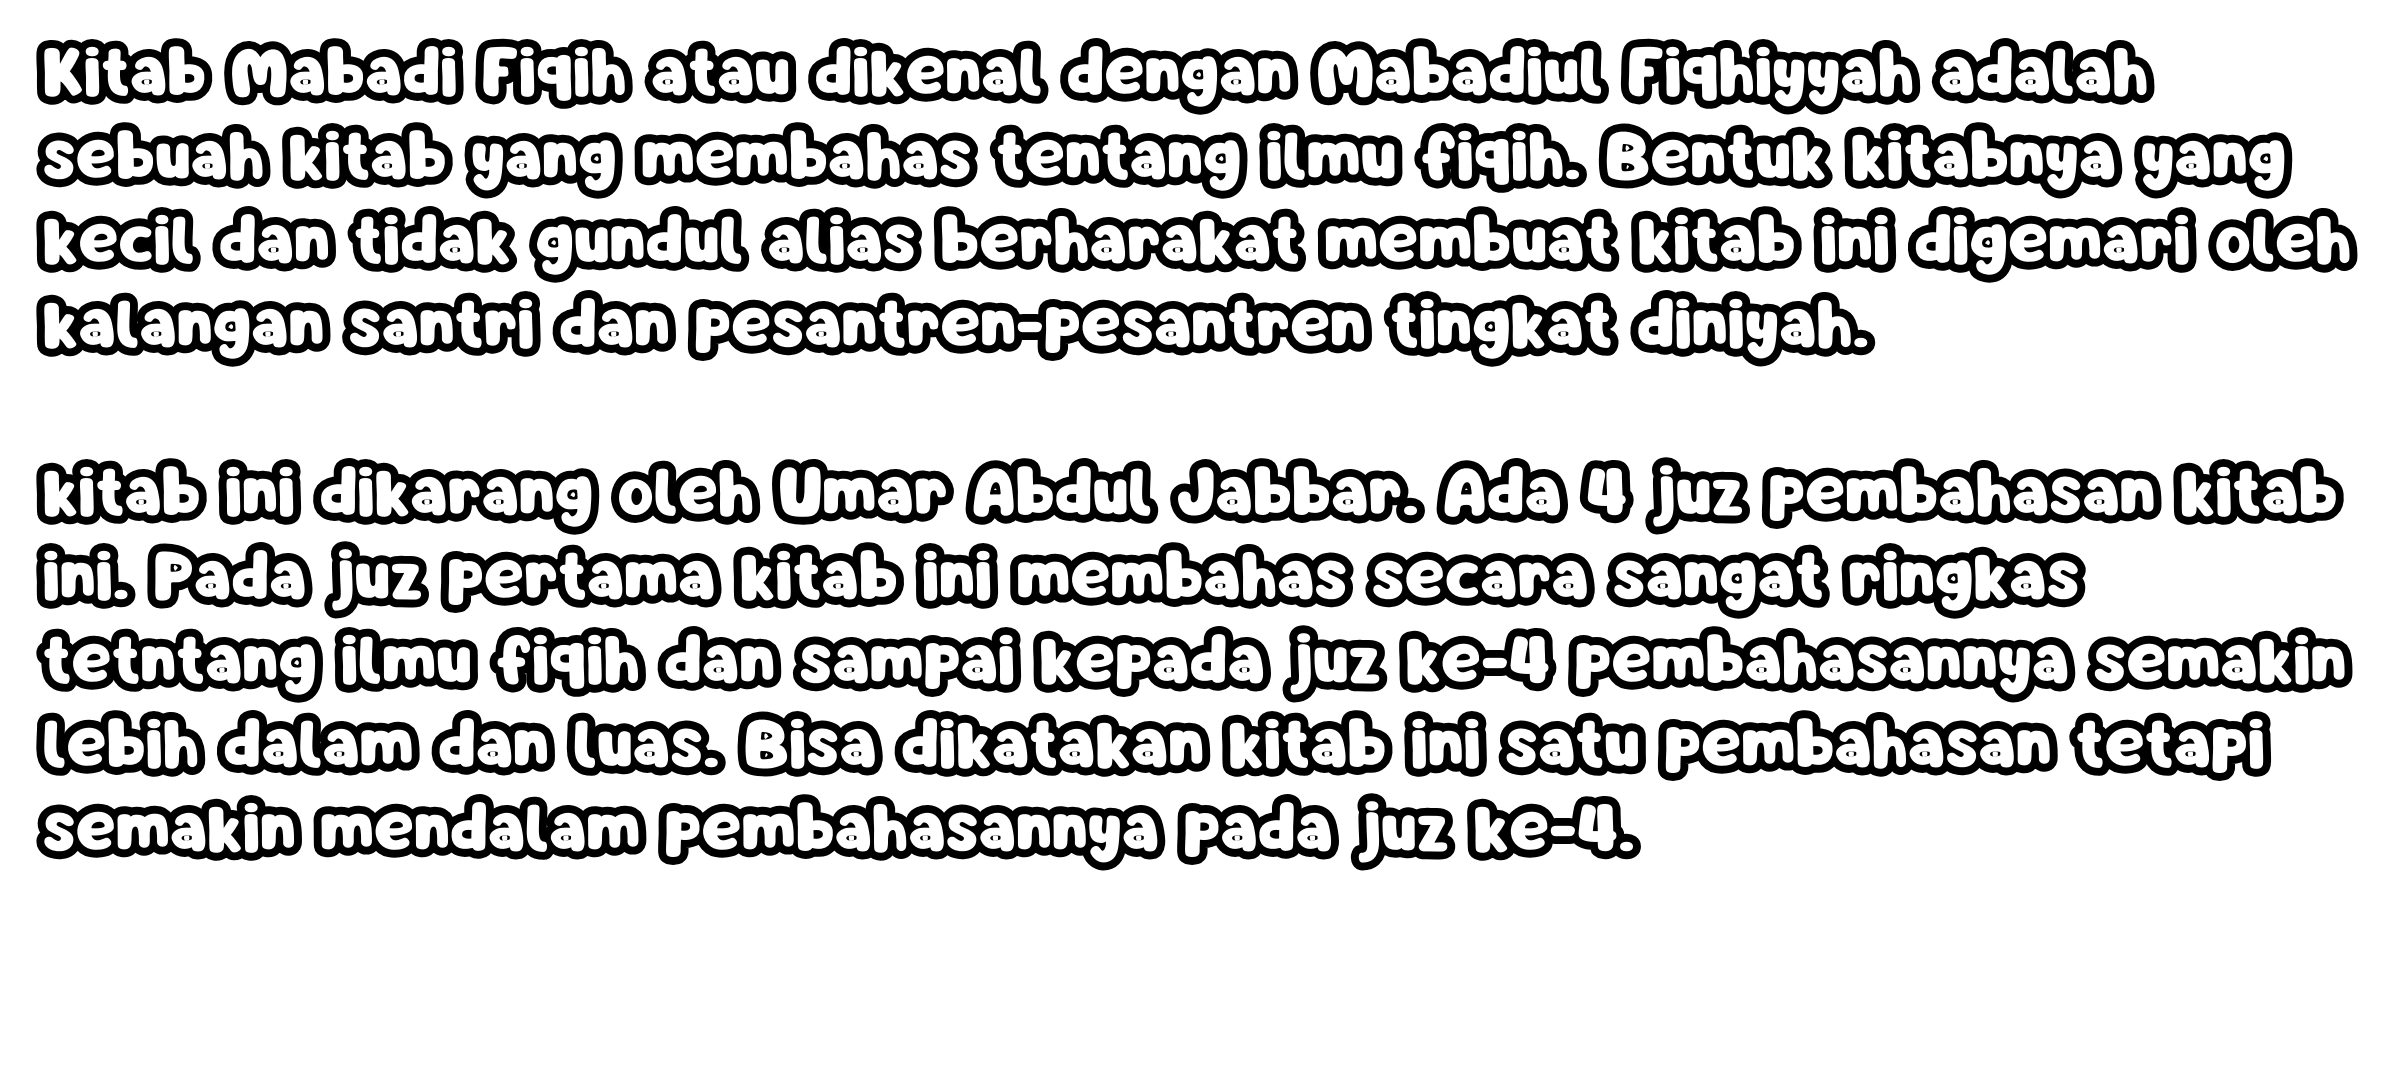 Kitab Mabadi Fiqih atau dikenal dengan Mabadiul Fiqhiyyah adalah
sebuah kitab yang membahas tentang ilmu fiqih. Bentuk kitabnya yang
kecil dan tidak gundul alias berharakat membuat kitab ini digemari oleh
kalangan santri dan pesantren-pesantren tingkat diniyah.
kitab ini dikarang oleh Umar Abdul Jabbar. Ada 4 juz pembahasan kitab
ini. Pada juz pertama kitab ini membahas secara sangat ringkas
tetntang ilmu fiqih dan sampai kepada juz ke-4 pembahasannya semakin
lebih dalam dan luas. Bisa dikatakan kitab ini satu pembahasan tetapi
semakin mendalam pembahasannya pada juz ke-4.